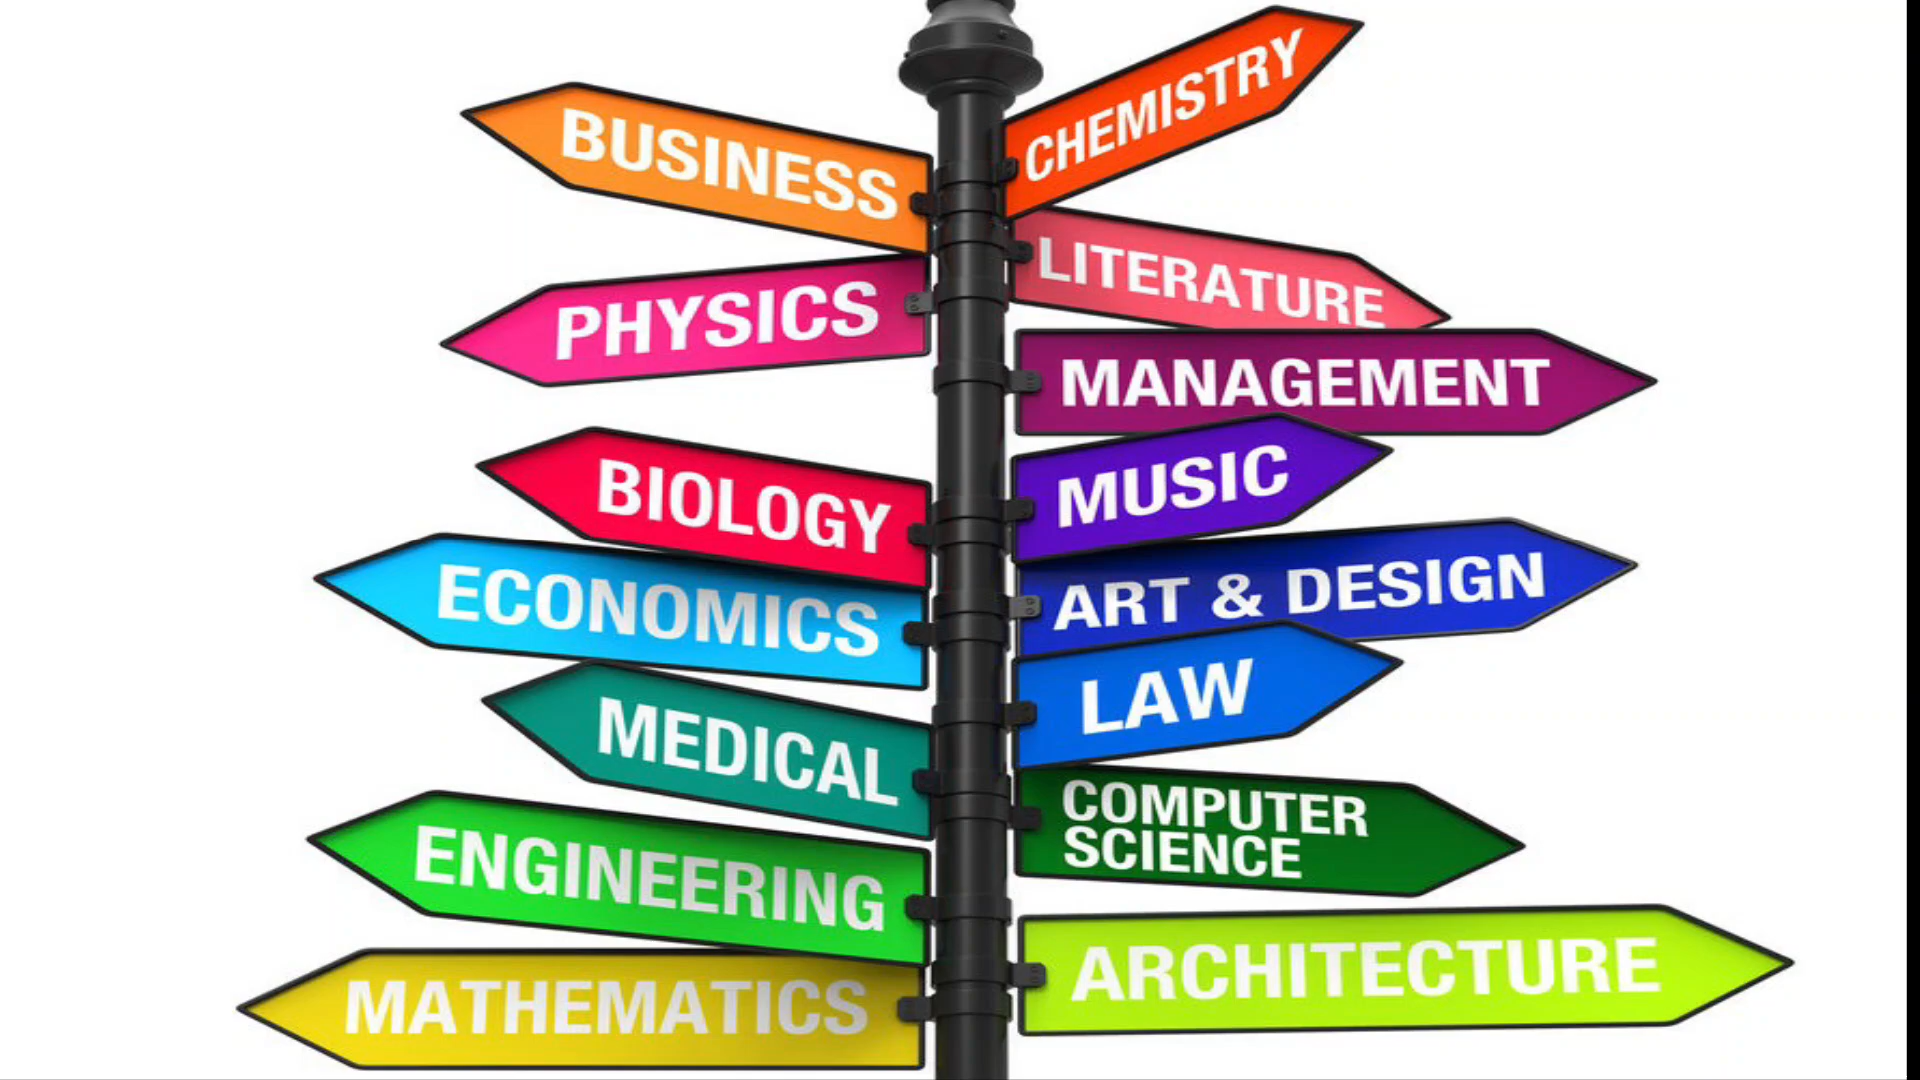 BUSINESS
PHYSICS
BIOLOGY
ECONOMICS
MEDICAL
ENGINEERING
MATHEMATICS
CHEMISTRY
LITERATURE
MANAGEMENT
MUSIC
ART & DESIGN
LAW
COMPUTER
SCIENCE
ARCHITECTURE